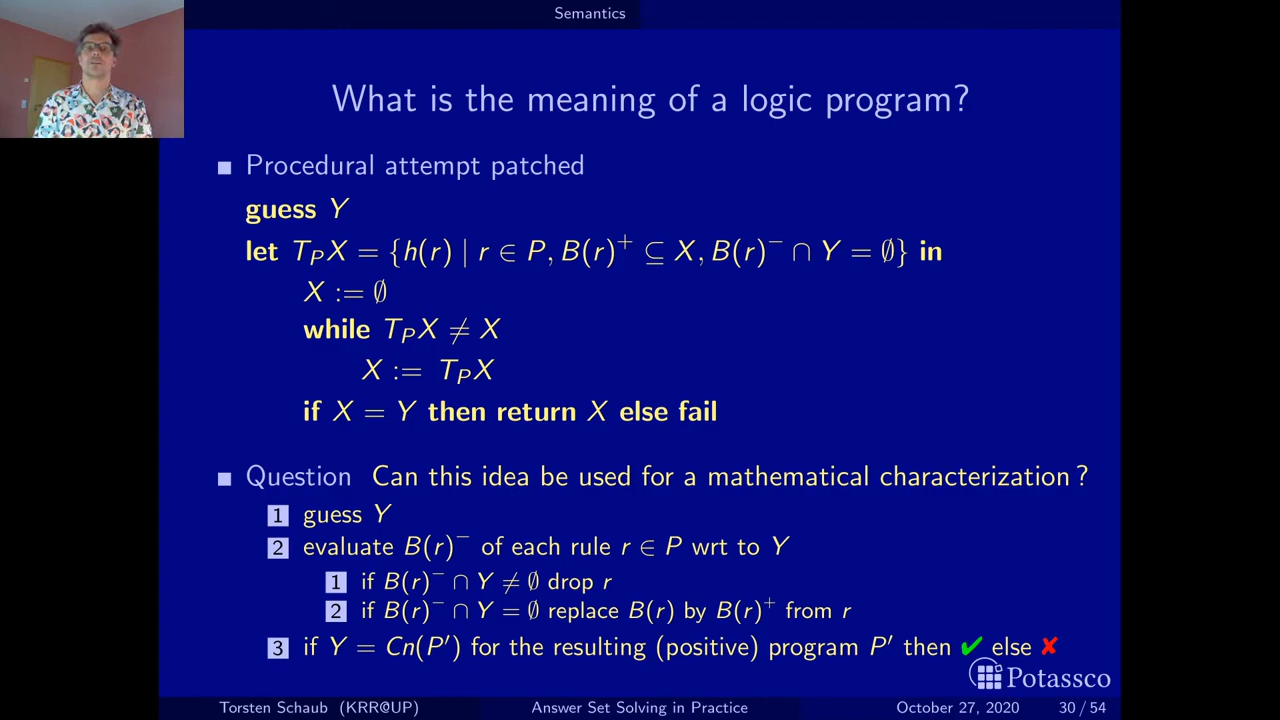 Semantics
What is the meaning of a logic program?
Procedural attempt patched
guess Y
let T_P X = {h(r) | r ∈ P, B(r)⁺ ⊆ X, B(r)⁻ ∩ Y = ∅} in
X := ∅
while T_P X ≠ X
X := T_P X
if X = Y then return X else fail
Question Can this idea be used for a mathematical characterization ?
1 guess Y
2 evaluate B(r)⁻ of each rule r ∈ P wrt to Y
1 if B(r)⁻ ∩ Y ≠ ∅ drop r
2 if B(r)⁻ ∩ Y = ∅ replace B(r) by B(r)⁺ from r
3 if Y = Cn(P′) for the resulting (positive) program P′ then ✔ else ✘
Potassco
Torsten Schaub (KRR@UP) Answer Set Solving in Practice October 27, 2020 30 / 54